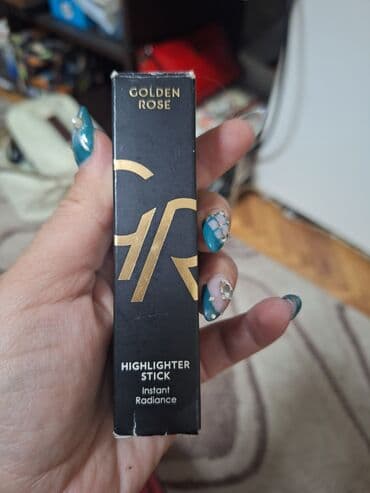 GOLDEN
ROSE
GR
HIGHLIGHTER
STICK
Instant
Radiance